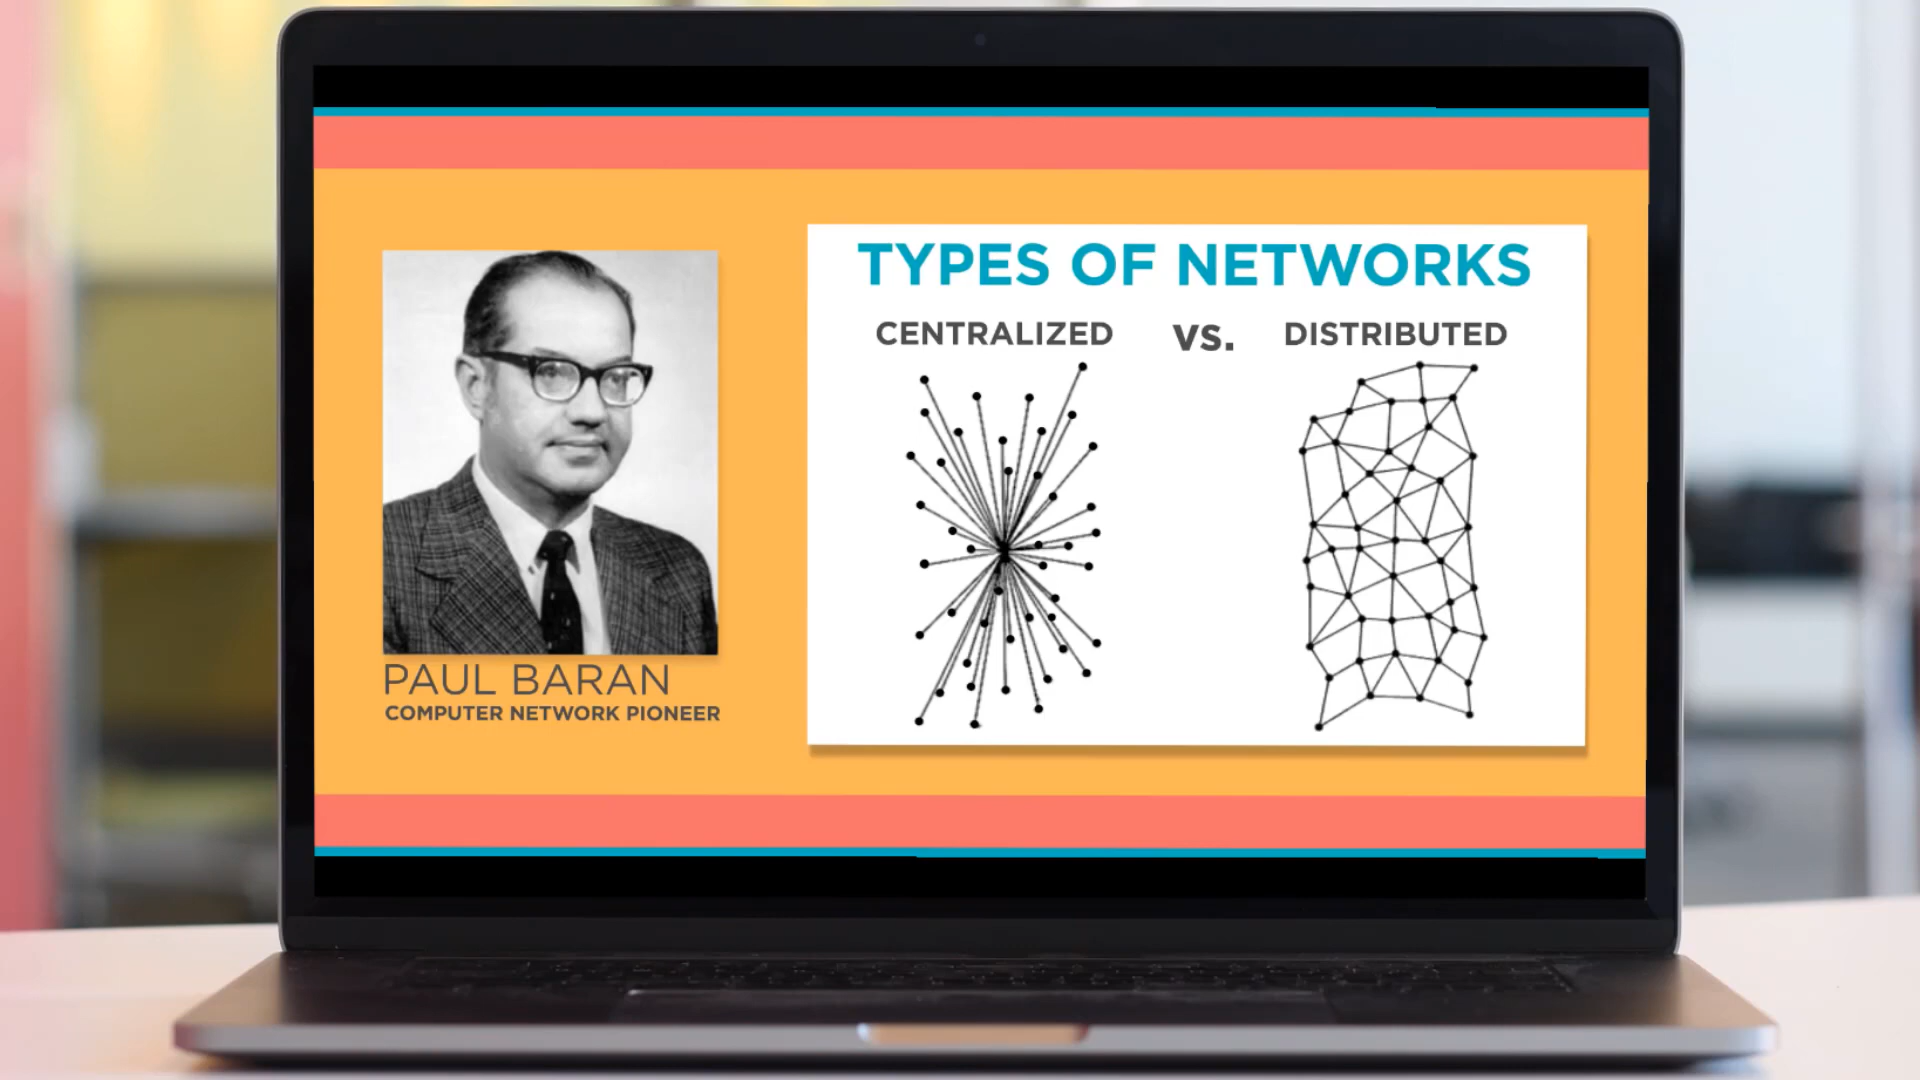 PAUL BARAN
COMPUTER NETWORK PIONEER
TYPES OF NETWORKS
CENTRALIZED VS. DISTRIBUTED